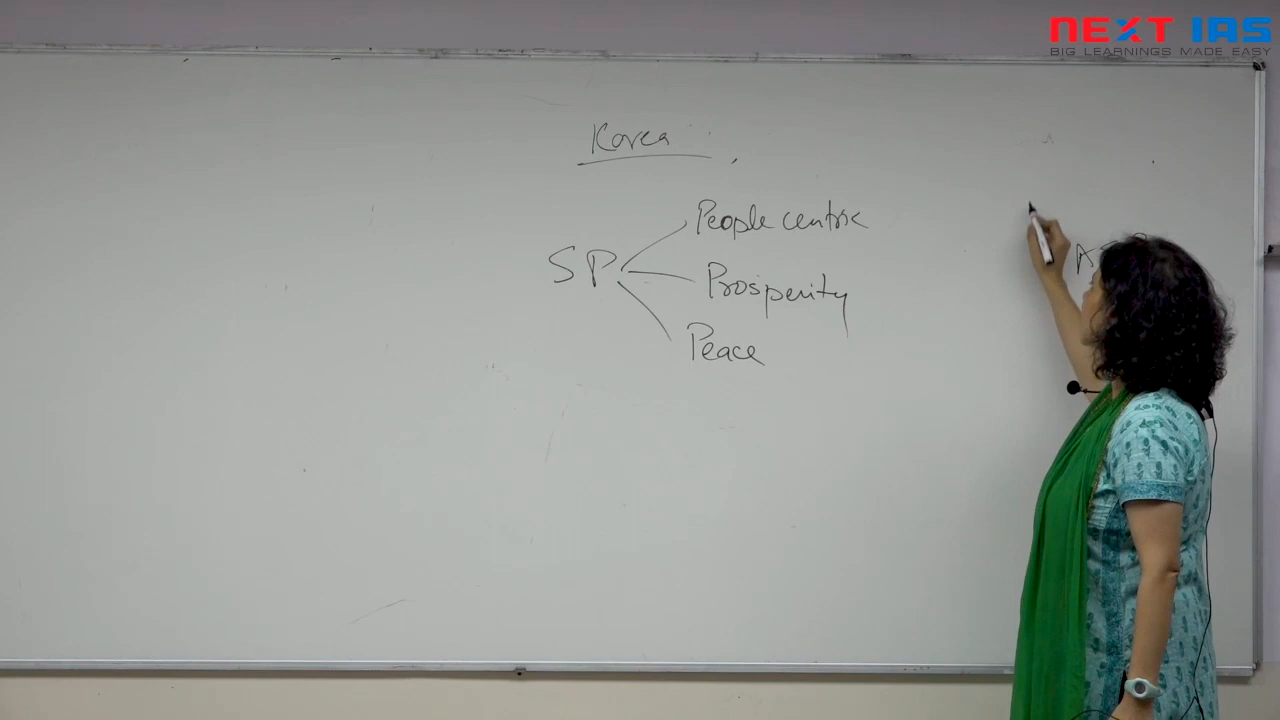 NEXT IAS
BIG LEARNINGS MADE EASY
Korea
People centric
SP
Prosperity
Peace